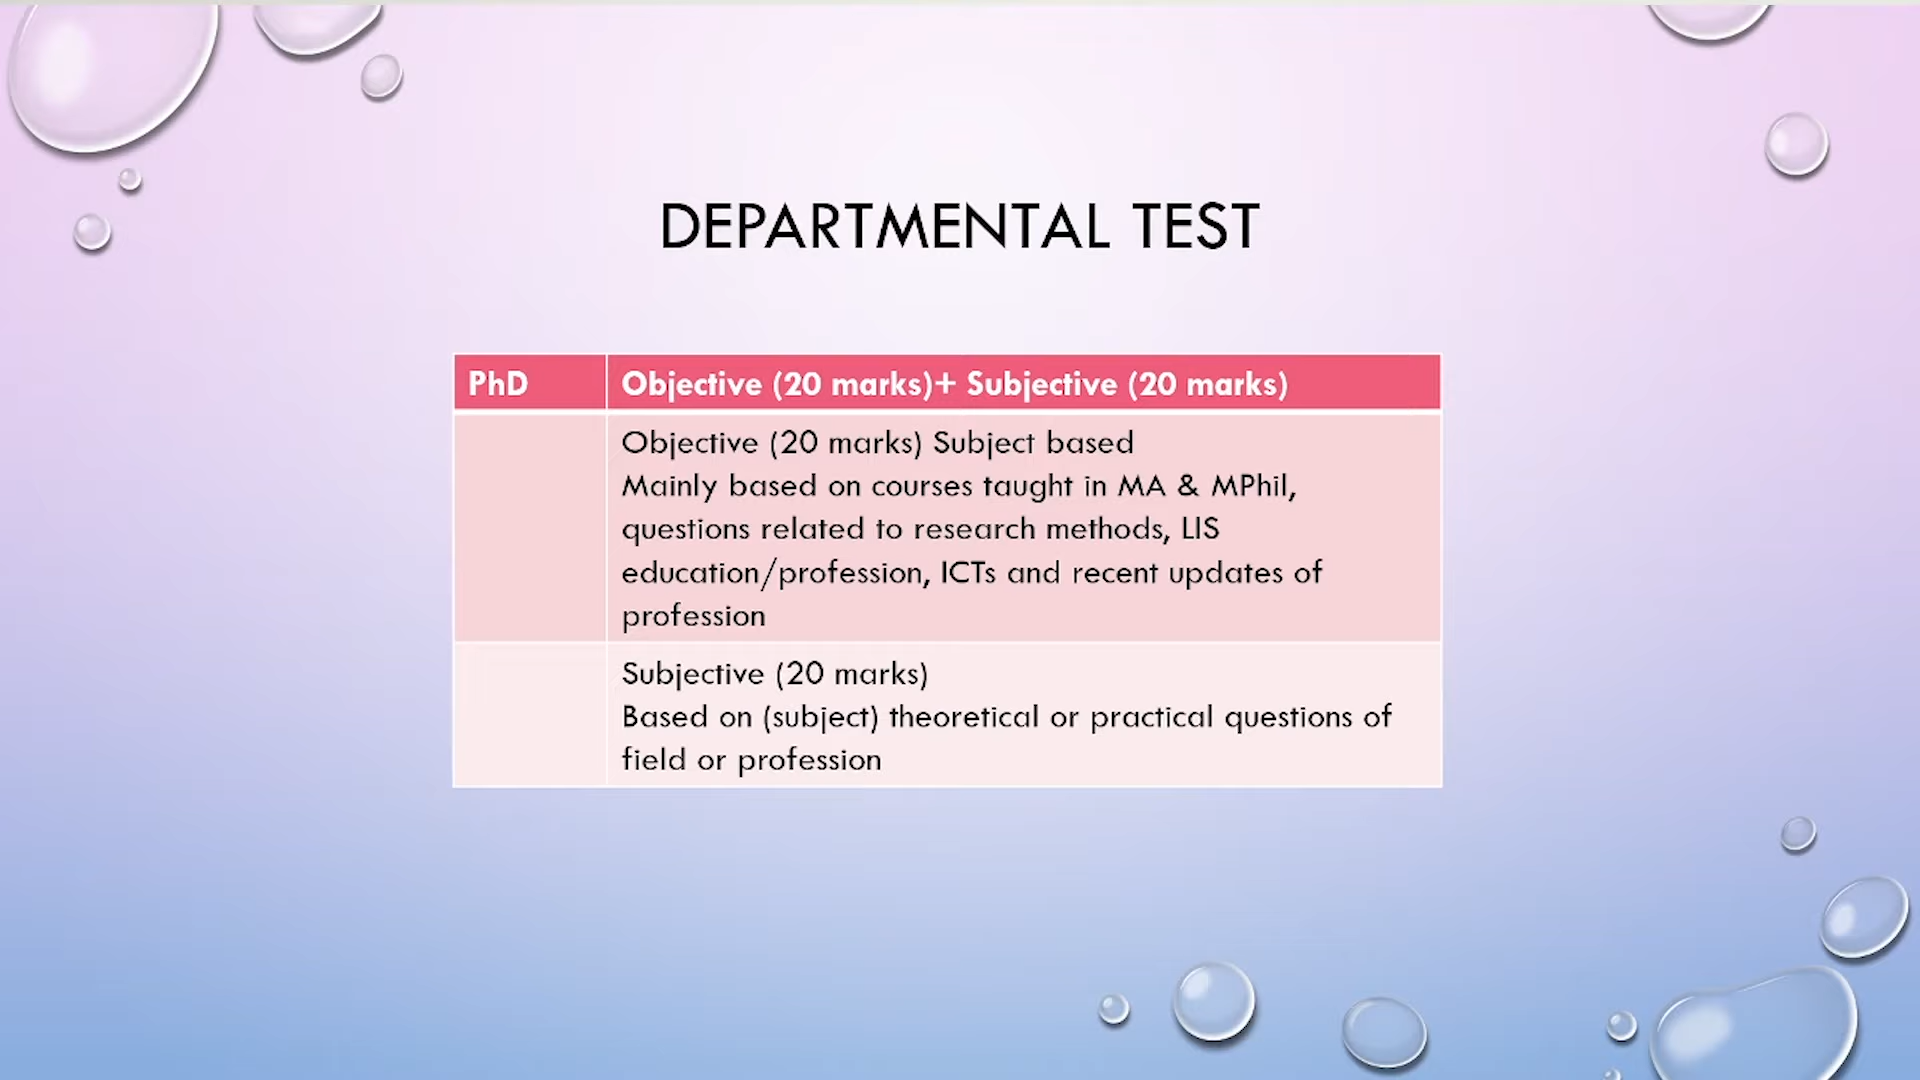 DEPARTMENTAL TEST
PhD
Objective (20 marks)+ Subjective (20 marks)
Objective (20 marks) Subject based
Mainly based on courses taught in MA & MPhil,
questions related to research methods, LIS
education/profession, ICTs and recent updates of
profession
Subjective (20 marks)
Based on (subject) theoretical or practical questions of
field or profession